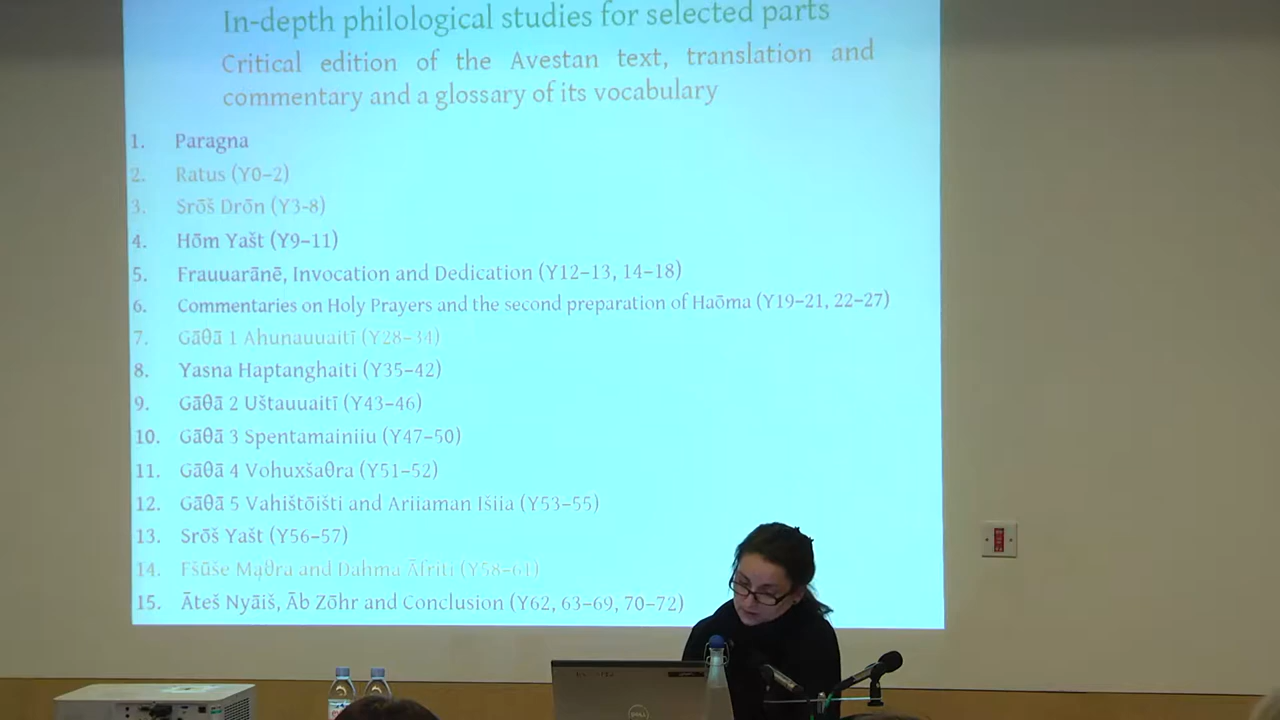 In-depth philological studies for selected parts
Critical edition of the Avestan text, translation and
commentary and a glossary of its vocabulary
1. Paragna
2. Ratus (Y0–2)
3. Srōš Drōn (Y3-8)
4. Hōm Yašt (Y9–11)
5. Frauuarānē, Invocation and Dedication (Y12–13, 14–18)
6. Commentaries on Holy Prayers and the second preparation of Haōma (Y19–21, 22–27)
7. Gāθā 1 Ahunauuaitī (Y28–34)
8. Yasna Haptanghaiti (Y35–42)
9. Gāθā 2 Uštauuaitī (Y43–46)
10. Gāθā 3 Spentamainiiu (Y47–50)
11. Gāθā 4 Vohuxšaθra (Y51–52)
12. Gāθā 5 Vahištōišti and Ariiaman Išiia (Y53–55)
13. Srōš Yašt (Y56–57)
14. Fšūše Mąθra and Dahma Āfriti (Y58–61)
15. Āteš Nyāiš, Āb Zōhr and Conclusion (Y62, 63–69, 70–72)
DELL